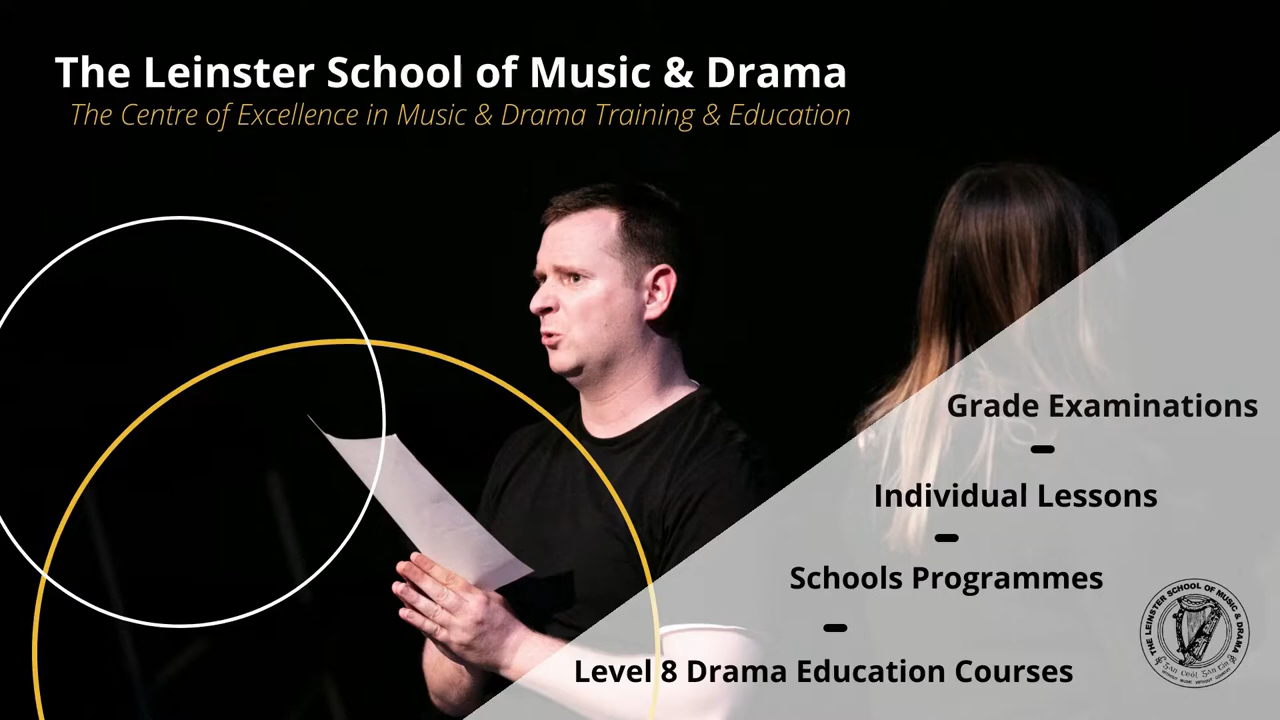 The Leinster School of Music & Drama
The Centre of Excellence in Music & Drama Training & Education
Grade Examinations
Individual Lessons
Schools Programmes
Level 8 Drama Education Courses
THE LEINSTER SCHOOL OF MUSIC & DRAMA